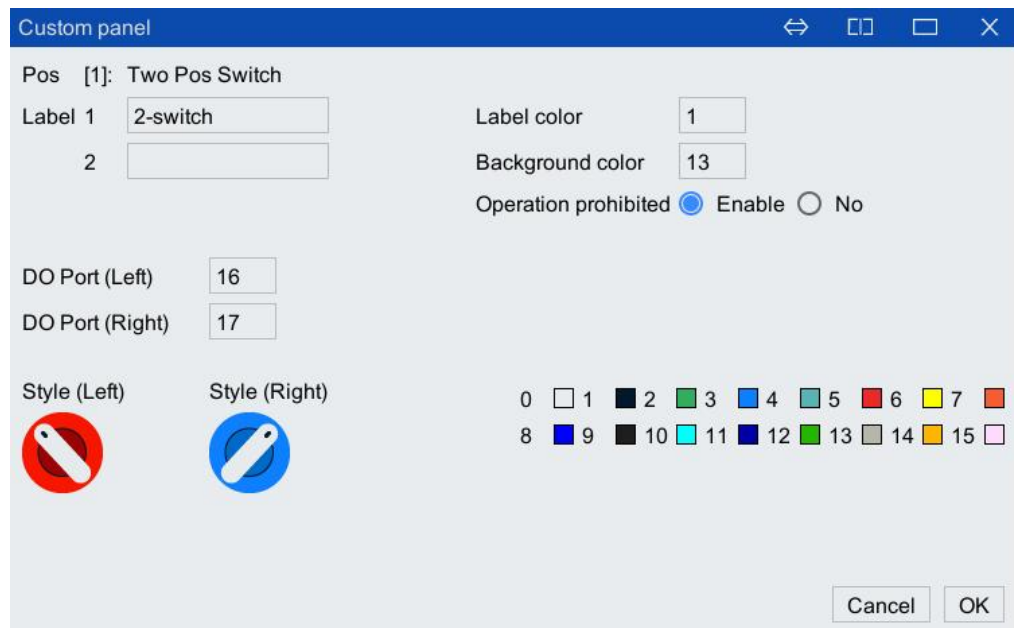 Custom panel
Pos [1]: Two Pos Switch
Label 1 2-switch Label color 1
2 Background color 13
Operation prohibited Enable No
DO Port (Left) 16
DO Port (Right) 17
Style (Left) Style (Right)
0 1 2 3 4 5 6 7
8 9 10 11 12 13 14 15
Cancel OK